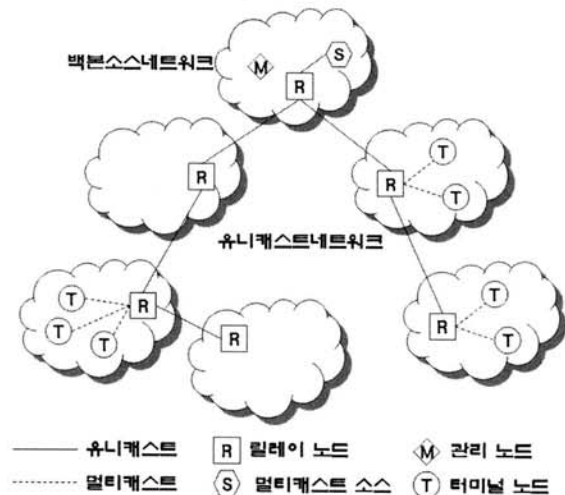 백본소스네트워크
M
S
R
R
R
T
T
유니캐스트네트워크
T
T
T
R
R
R
T
T
유니캐스트
R 릴레이 노드
M 관리 노드
멀티캐스트
S 멀티캐스트 소스
T 터미널 노드